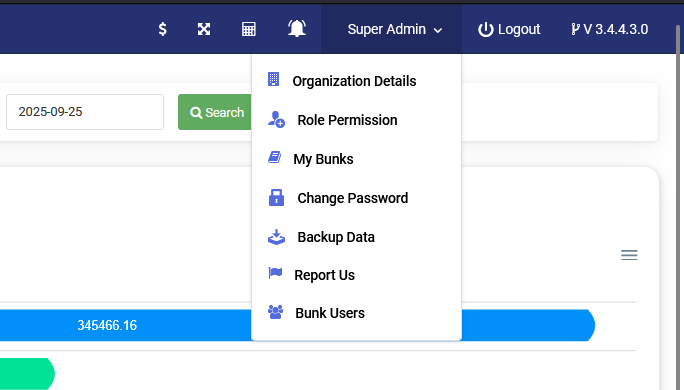 $ Super Admin Logout V 3.4.4.3.0
2025-09-25 Search
Organization Details
Role Permission
My Bunks
Change Password
Backup Data
Report Us
Bunk Users
345466.16